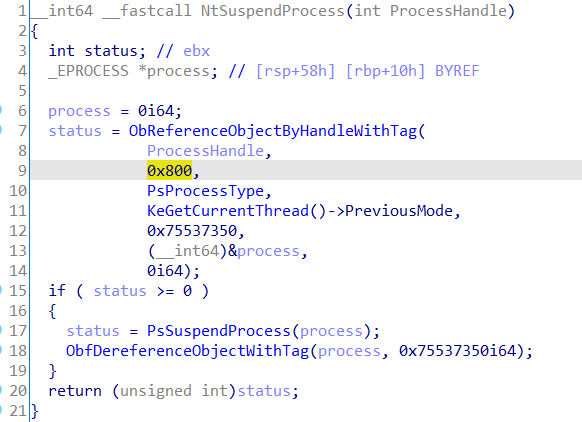 1 __int64 __fastcall NtSuspendProcess(int ProcessHandle)
2 {
3   int status; // ebx
4   _EPROCESS *process; // [rsp+58h] [rbp+10h] BYREF
5
6   process = 0i64;
7   status = ObReferenceObjectByHandleWithTag(
8              ProcessHandle,
9              0x800,
10              PsProcessType,
11              KeGetCurrentThread()->PreviousMode,
12              0x75537350,
13              (__int64)&process,
14              0i64);
15   if ( status >= 0 )
16   {
17     status = PsSuspendProcess(process);
18     ObfDereferenceObjectWithTag(process, 0x75537350i64);
19   }
20   return (unsigned int)status;
21 }